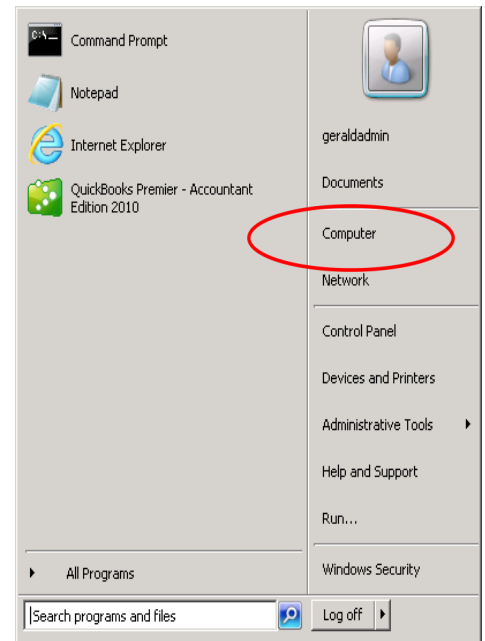 C:\_
Command Prompt
Notepad
Internet Explorer
QuickBooks Premier - Accountant
Edition 2010
All Programs
Search programs and files
geraldadmin
Documents
Computer
Network
Control Panel
Devices and Printers
Administrative Tools
Help and Support
Run...
Windows Security
Log off